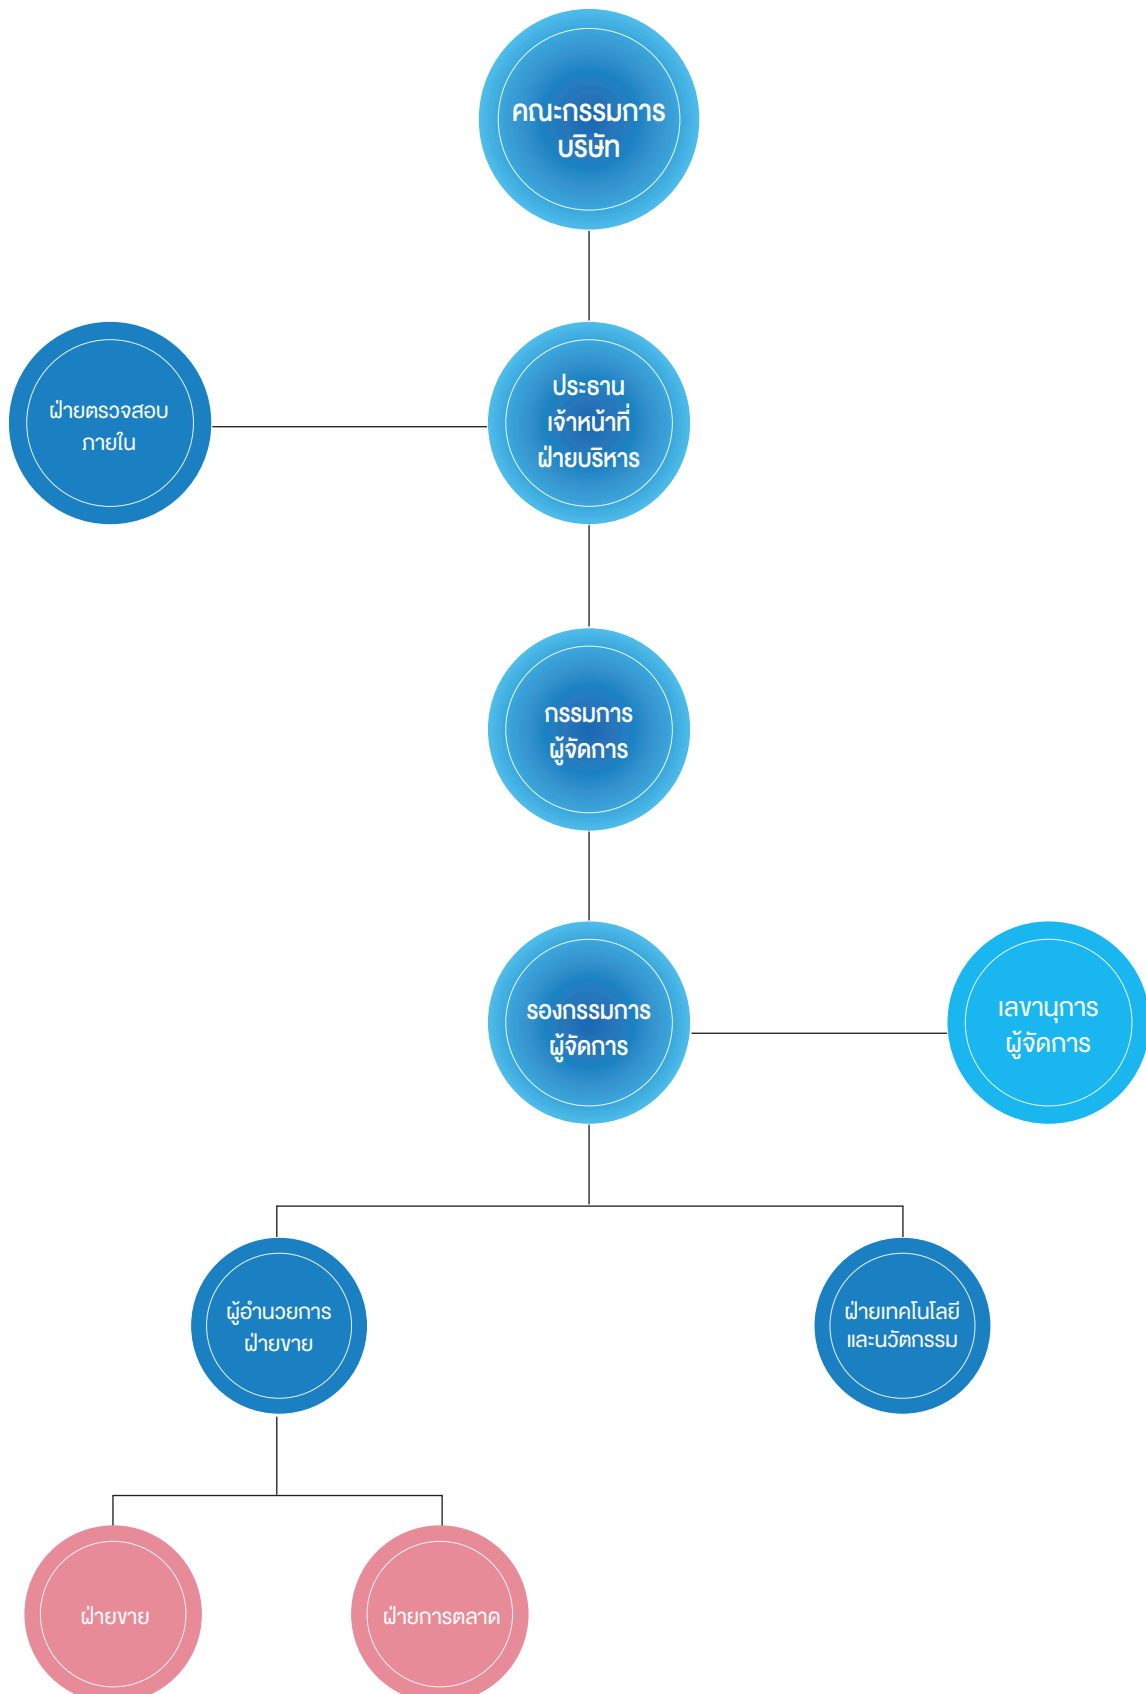 คณะกรรมการ
บริษัท
ฝ่ายตรวจสอบ
ภายใน
ประธาน
เจ้าหน้าที่
ฝ่ายบริหาร
กรรมการ
ผู้จัดการ
รองกรรมการ
ผู้จัดการ
เลขานุการ
ผู้จัดการ
ผู้อำนวยการ
ฝ่ายขาย
ฝ่ายเทคโนโลยี
และนวัตกรรม
ฝ่ายขาย
ฝ่ายการตลาด